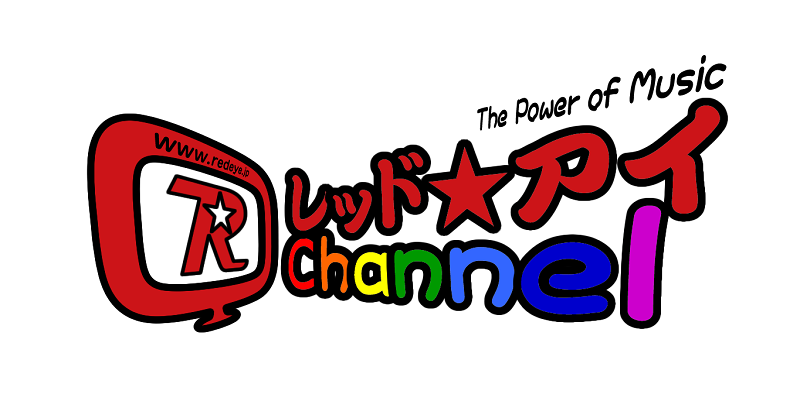 The Power of Music
www.redeye.jp
R
レッド★アイ
Channel